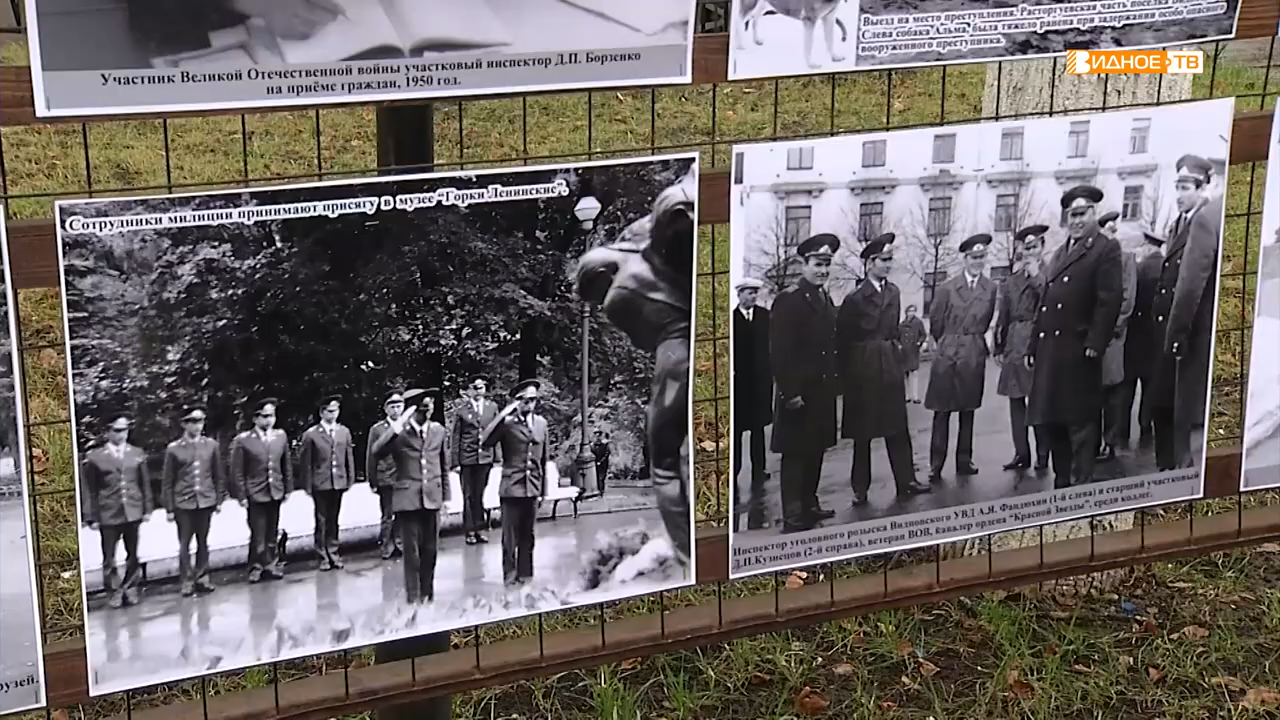 Участник Великой Отечественной войны участковый инспектор Д.П. Борзенко
на приёме граждан, 1950 год.
Выезд на место преступления. Расторгуевская часть поселка
Слева собака Альма, была тяжело ранена при задержании особо опасного
вооруженного преступника.
ВИДНОЕ ТВ
Сотрудники милиции принимают присягу в музее “Горки Ленинские”.
Инспектор уголовного розыска Видновского УВД А.Я. Фандюхин (1-й слева) и старший участковый
Д.П.Кузнецов (2-й справа), ветеран ВОВ, кавалер ордена “Красной Звезды”, среди коллег.
рузей.